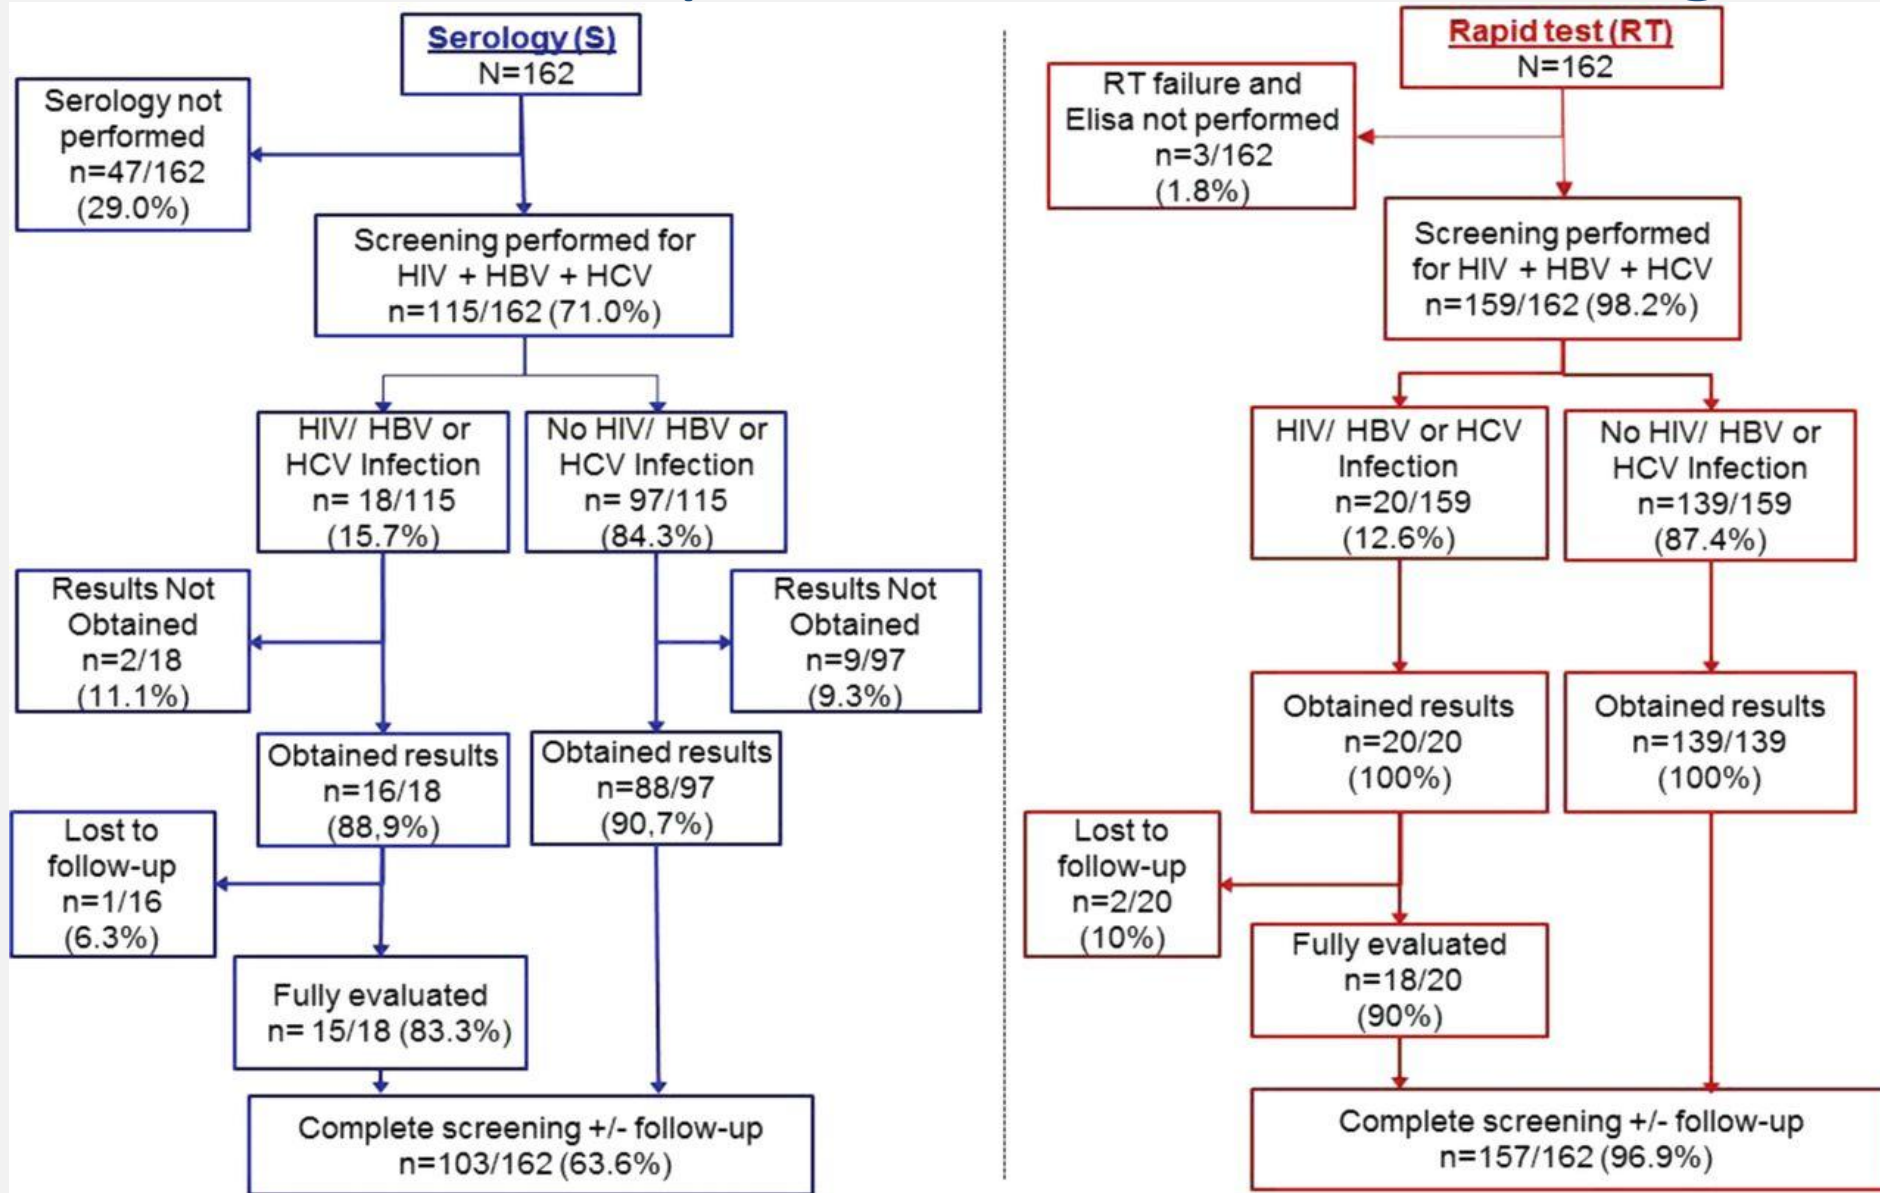 Serology (S)
N=162
Serology not
performed
n=47/162
(29.0%)
Screening performed for
HIV + HBV + HCV
n=115/162 (71.0%)
HIV/ HBV or
HCV Infection
n= 18/115
(15.7%)
No HIV/ HBV or
HCV Infection
n= 97/115
(84.3%)
Results Not
Obtained
n=2/18
(11.1%)
Results Not
Obtained
n=9/97
(9.3%)
Obtained results
n=16/18
(88,9%)
Obtained results
n=88/97
(90,7%)
Lost to
follow-up
n=1/16
(6.3%)
Fully evaluated
n= 15/18 (83.3%)
Complete screening +/- follow-up
n=103/162 (63.6%)
Rapid test (RT)
N=162
RT failure and
Elisa not performed
n=3/162
(1.8%)
Screening performed
for HIV + HBV + HCV
n=159/162 (98.2%)
HIV/ HBV or HCV
Infection
n=20/159
(12.6%)
No HIV/ HBV or
HCV Infection
n=139/159
(87.4%)
Obtained results
n=20/20
(100%)
Obtained results
n=139/139
(100%)
Lost to
follow-up
n=2/20
(10%)
Fully evaluated
n=18/20
(90%)
Complete screening +/- follow-up
n=157/162 (96.9%)